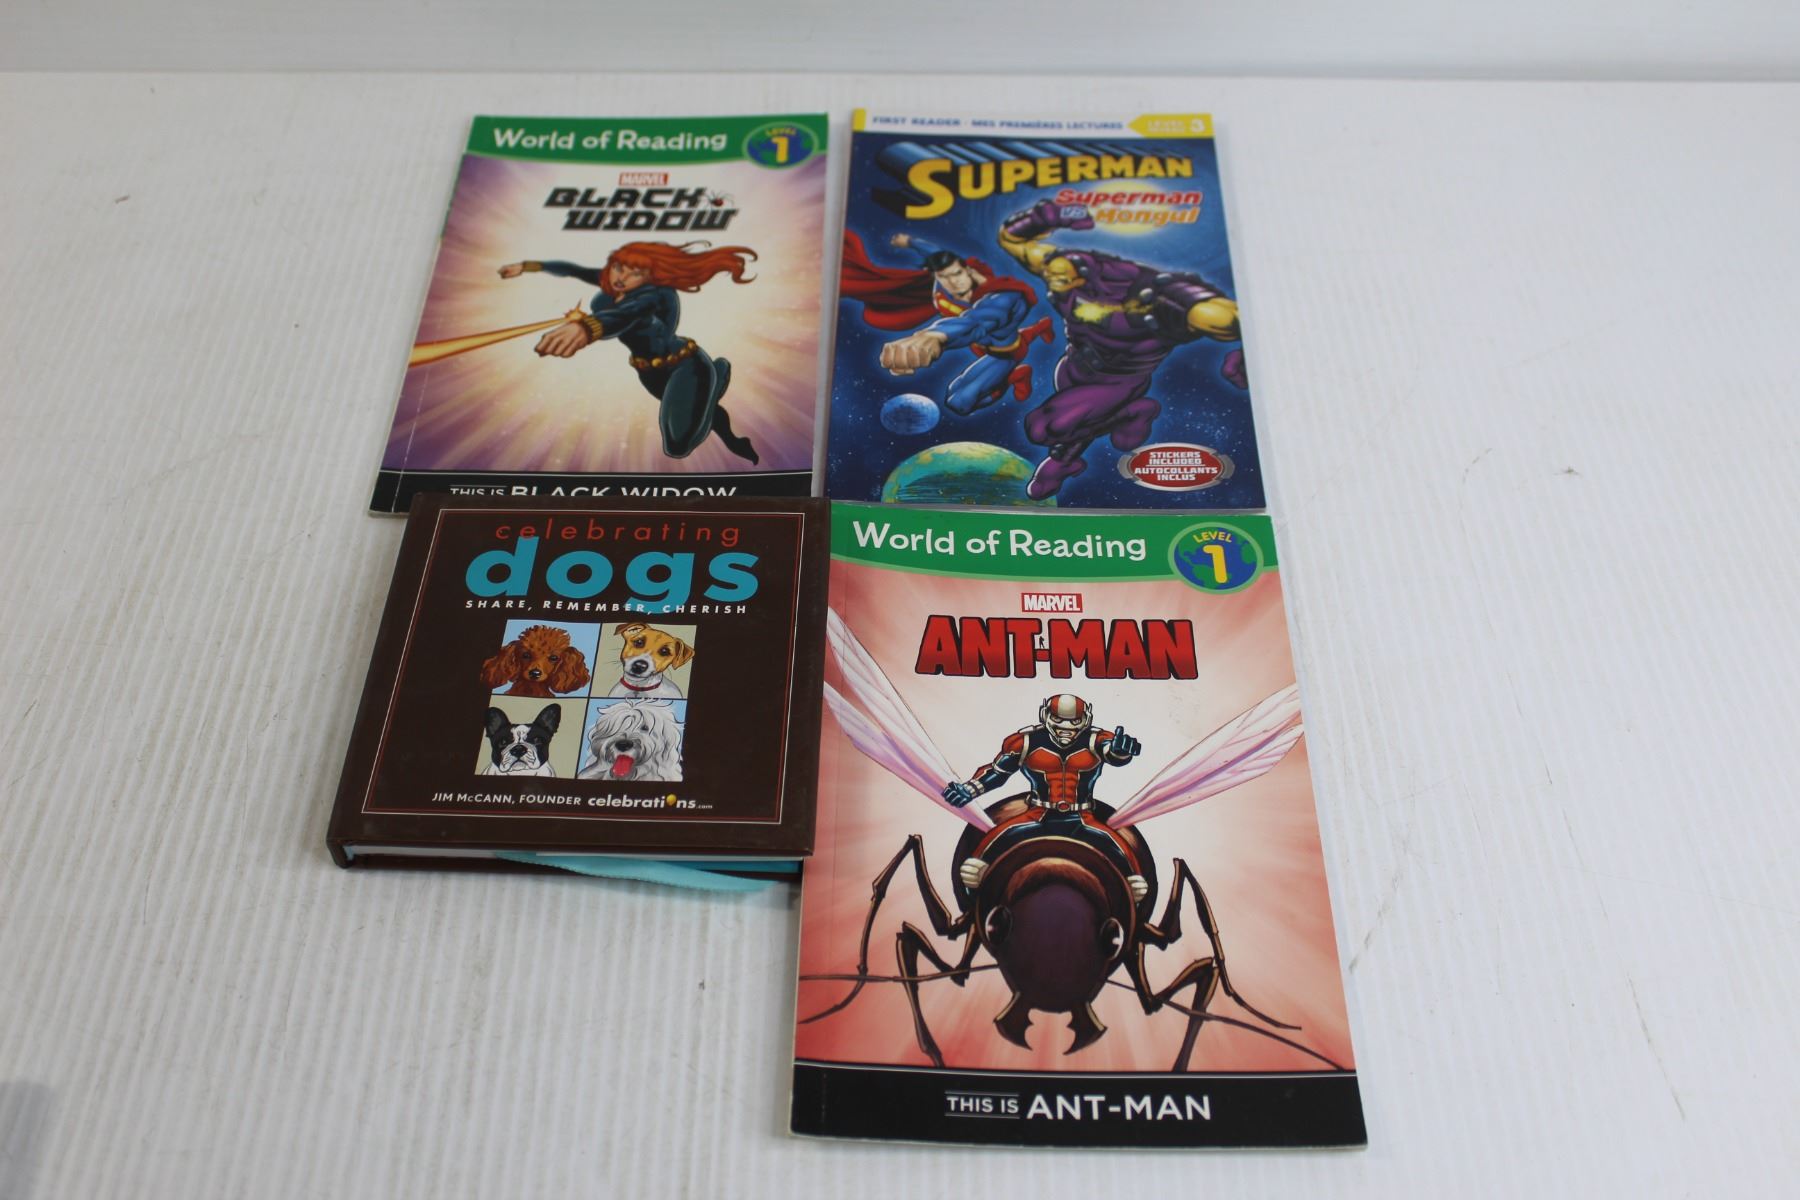 World of Reading
LEVEL
1
MARVEL
BLACK
WIDOW
THIS IS BLACK WIDOW
FIRST READER · MES PREMIÈRES LECTURES
LEVEL
3
SUPERMAN
Superman
vs Mongul
STICKERS
INCLUDED
AUTOCOLLANTS
INCLUS
celebrating
dogs
SHARE, REMEMBER, CHERISH
JIM McCANN, FOUNDER celebrations.com
World of Reading
LEVEL
1
MARVEL
ANT-MAN
THIS IS ANT-MAN